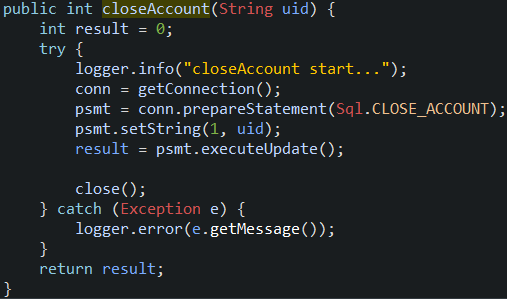 public int closeAccount(String uid) {
    int result = 0;
    try {
        logger.info("closeAccount start...");
        conn = getConnection();
        psmt = conn.prepareStatement(Sql.CLOSE_ACCOUNT);
        psmt.setString(1, uid);
        result = psmt.executeUpdate();

        close();
    } catch (Exception e) {
        logger.error(e.getMessage());
    }
    return result;
}